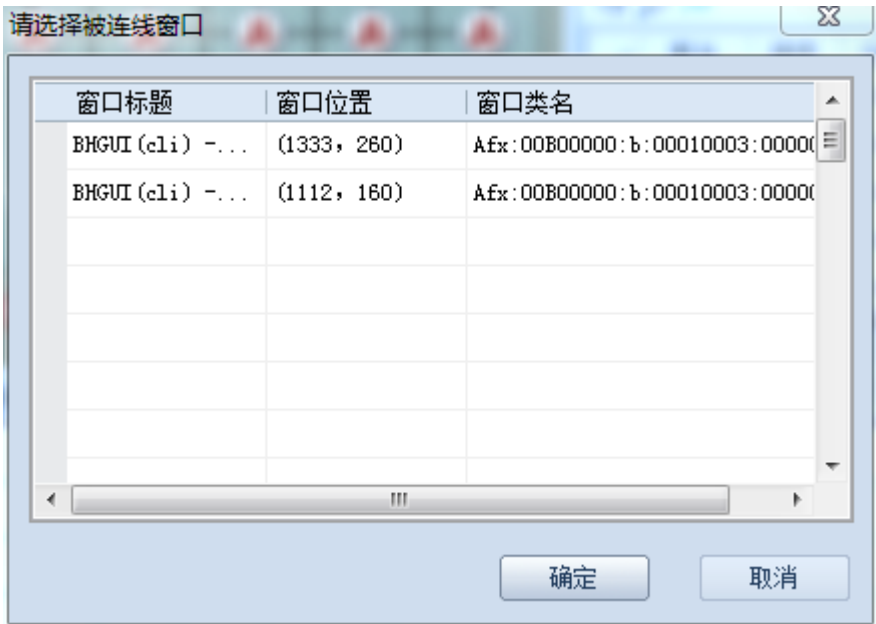 请选择被连线窗口
窗口标题 窗口位置 窗口类名
BHGUI(cli) -... (1333, 260) Afx:00B00000:b:00010003:0000
BHGUI(cli) -... (1112, 160) Afx:00B00000:b:00010003:0000
确定 取消